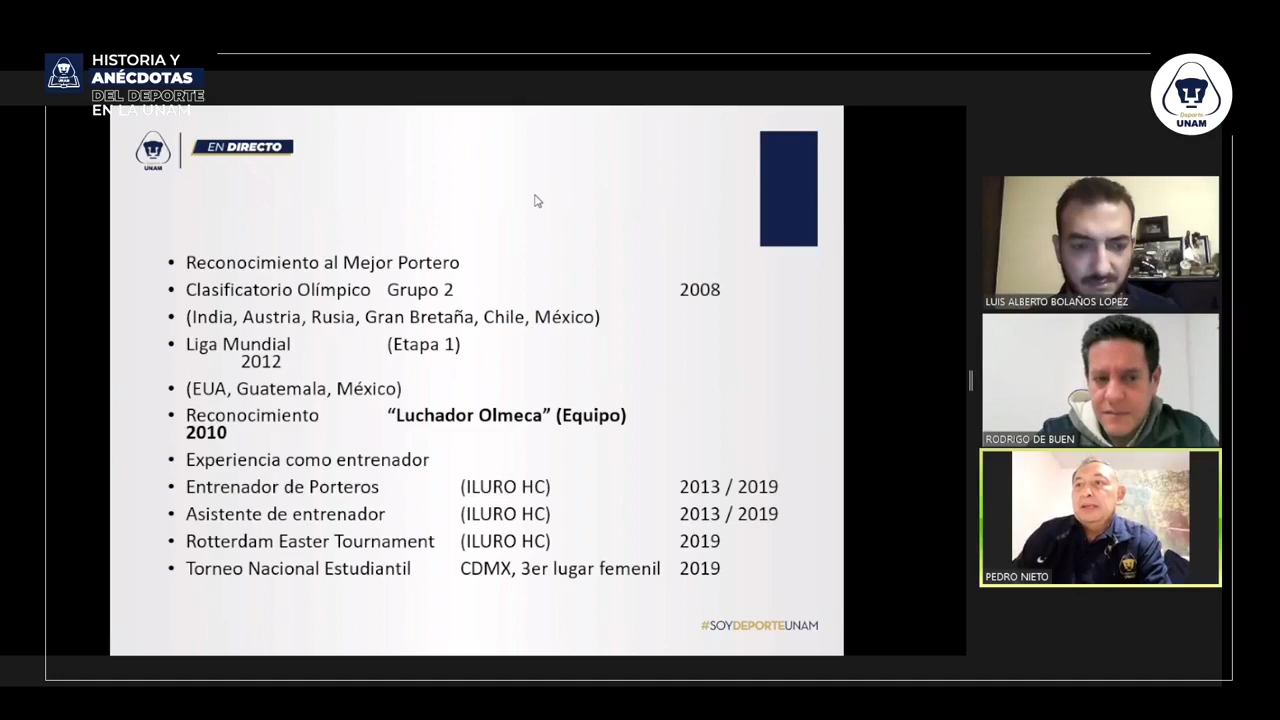 HISTORIA Y
ANÉCDOTAS
DEL DEPORTE
EN LA UNAM
Deporte
UNAM
UNAM
EN DIRECTO
• Reconocimiento al Mejor Portero
• Clasificatorio Olímpico Grupo 2 2008
• (India, Austria, Rusia, Gran Bretaña, Chile, México)
• Liga Mundial (Etapa 1)
2012
• (EUA, Guatemala, México)
• Reconocimiento “Luchador Olmeca” (Equipo)
2010
• Experiencia como entrenador
• Entrenador de Porteros (ILURO HC) 2013 / 2019
• Asistente de entrenador (ILURO HC) 2013 / 2019
• Rotterdam Easter Tournament (ILURO HC) 2019
• Torneo Nacional Estudiantil CDMX, 3er lugar femenil 2019
#SOYDEPORTEUNAM
LUIS ALBERTO BOLAÑOS LOPEZ
RODRIGO DE BUEN
PEDRO NIETO